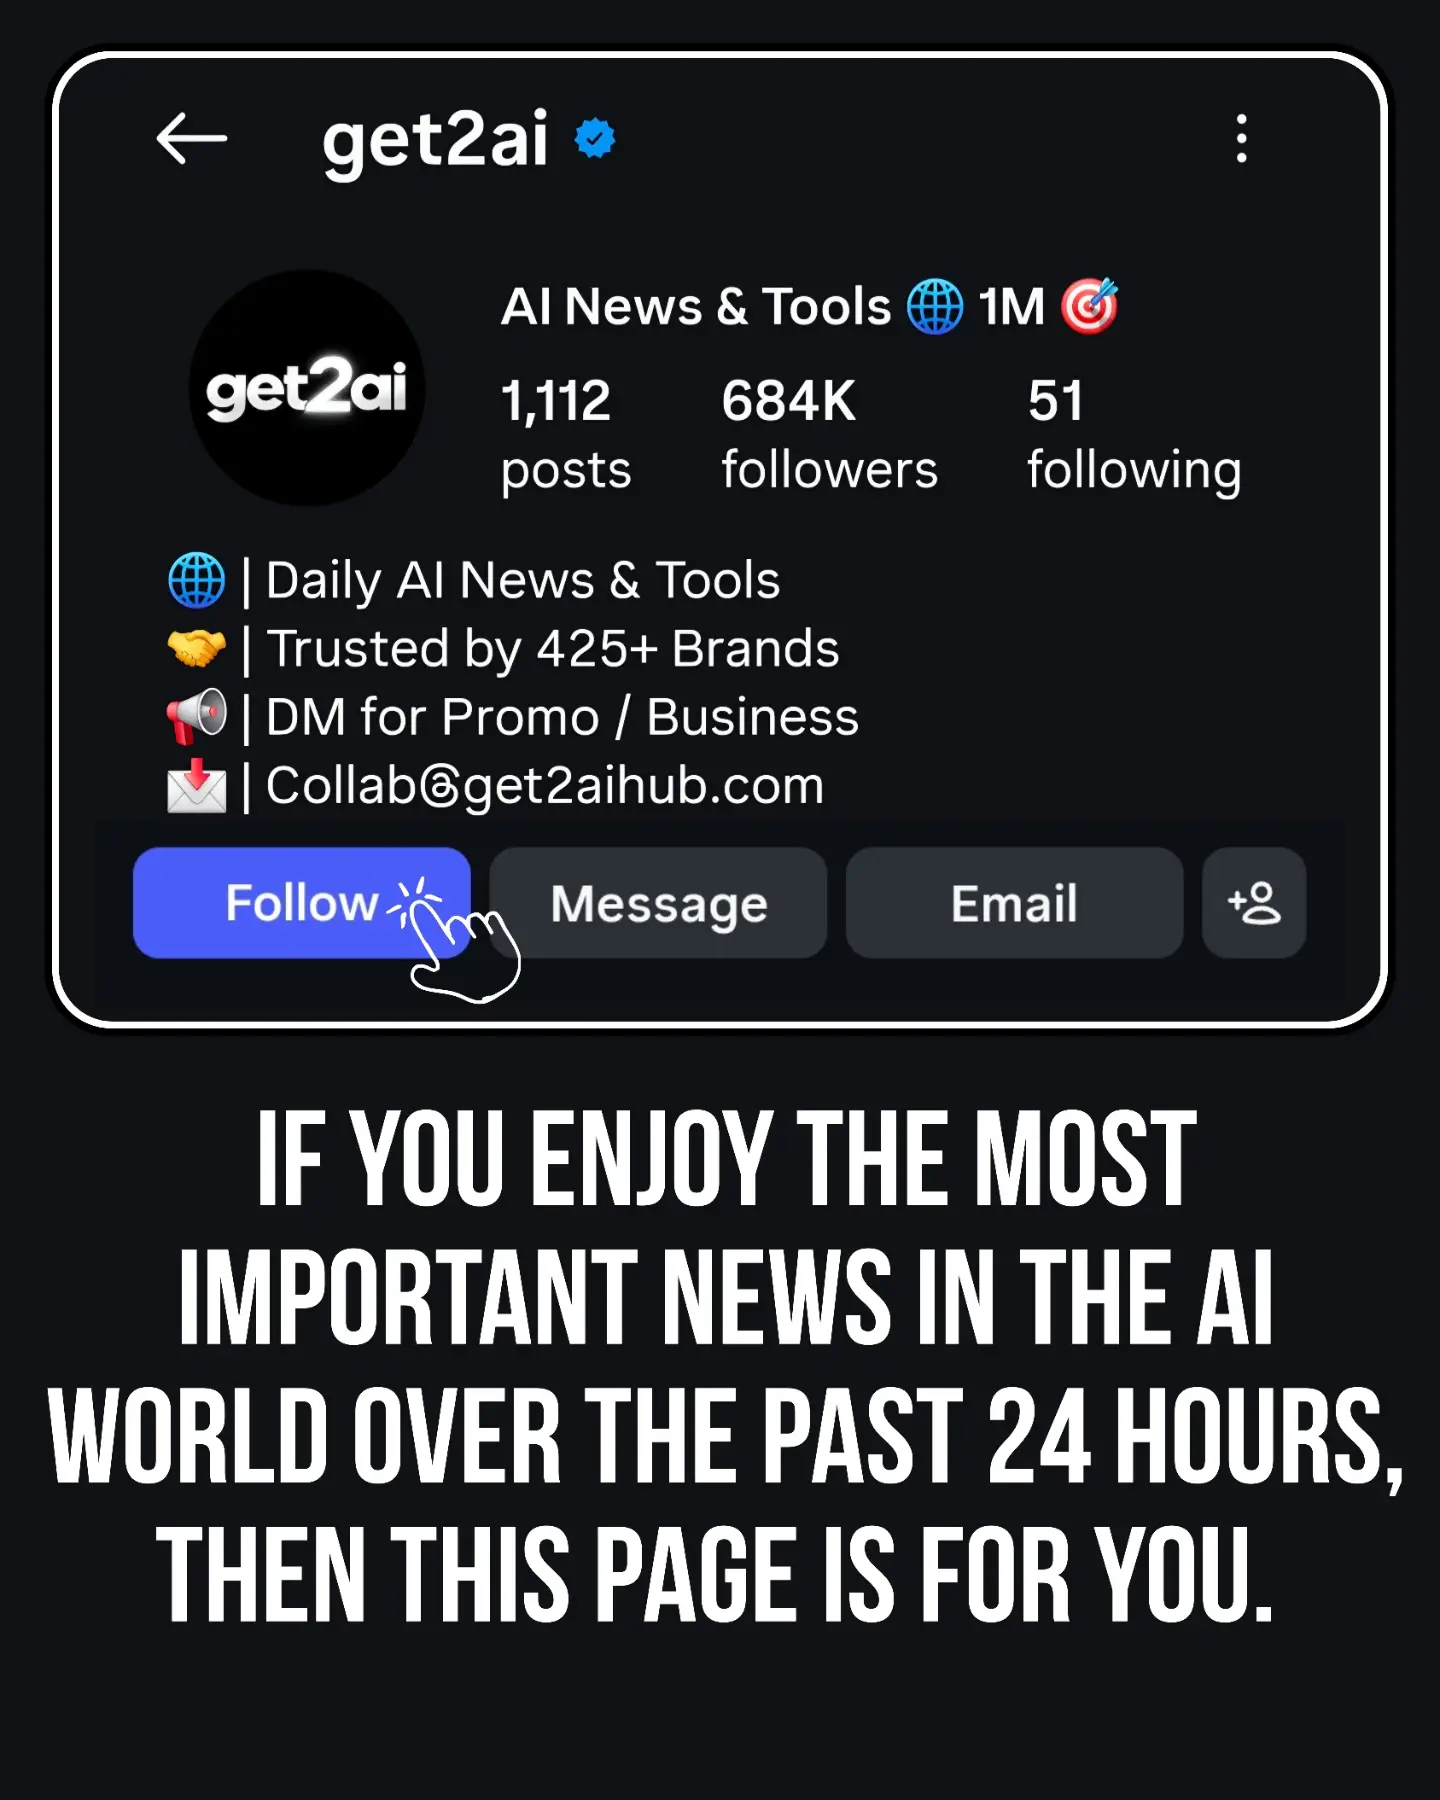 get2ai
get2ai
AI News & Tools 🌐 1M 🎯
1,112 684K 51
posts followers following
🌐 | Daily AI News & Tools
🤝 | Trusted by 425+ Brands
📢 | DM for Promo / Business
📩 | Collab@get2aihub.com
Follow Message Email
IF YOU ENJOY THE MOST
IMPORTANT NEWS IN THE AI
WORLD OVER THE PAST 24 HOURS,
THEN THIS PAGE IS FOR YOU.